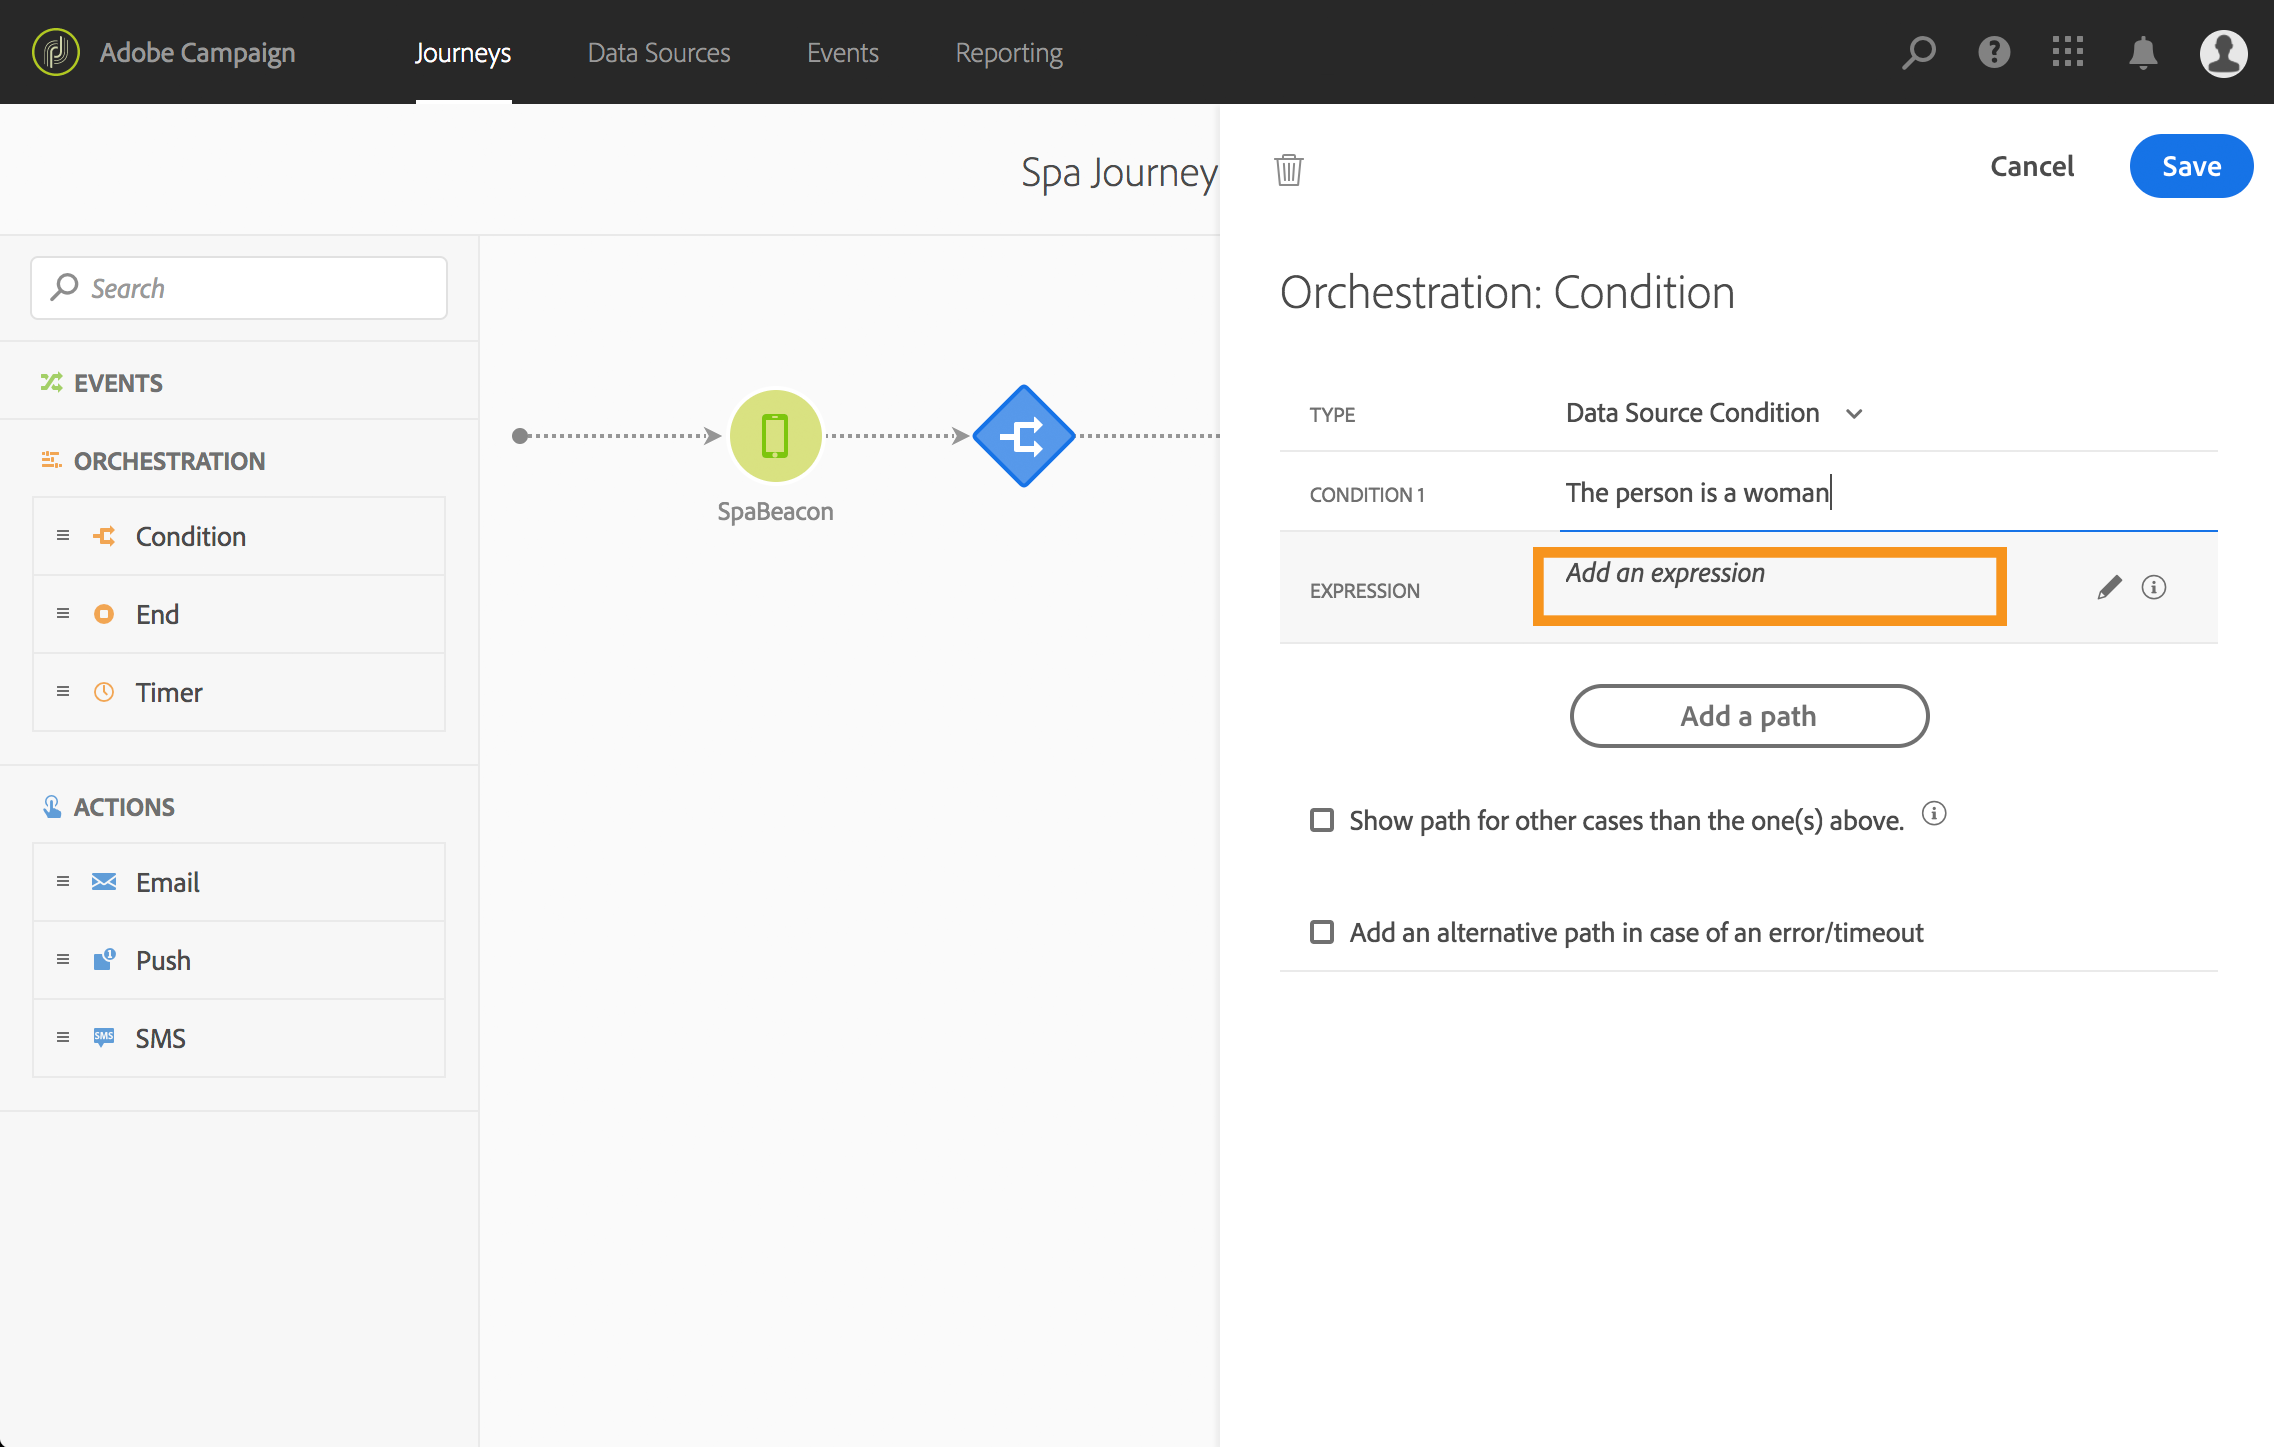 Adobe Campaign
Journeys
Data Sources
Events
Reporting
Spa Journey
Cancel
Save
Search
EVENTS
ORCHESTRATION
Condition
End
Timer
ACTIONS
Email
Push
1
SMS
SMS
SpaBeacon
Orchestration: Condition
TYPE
Data Source Condition
CONDITION 1
The person is a woman
EXPRESSION
Add an expression
Add a path
Show path for other cases than the one(s) above.
Add an alternative path in case of an error/timeout